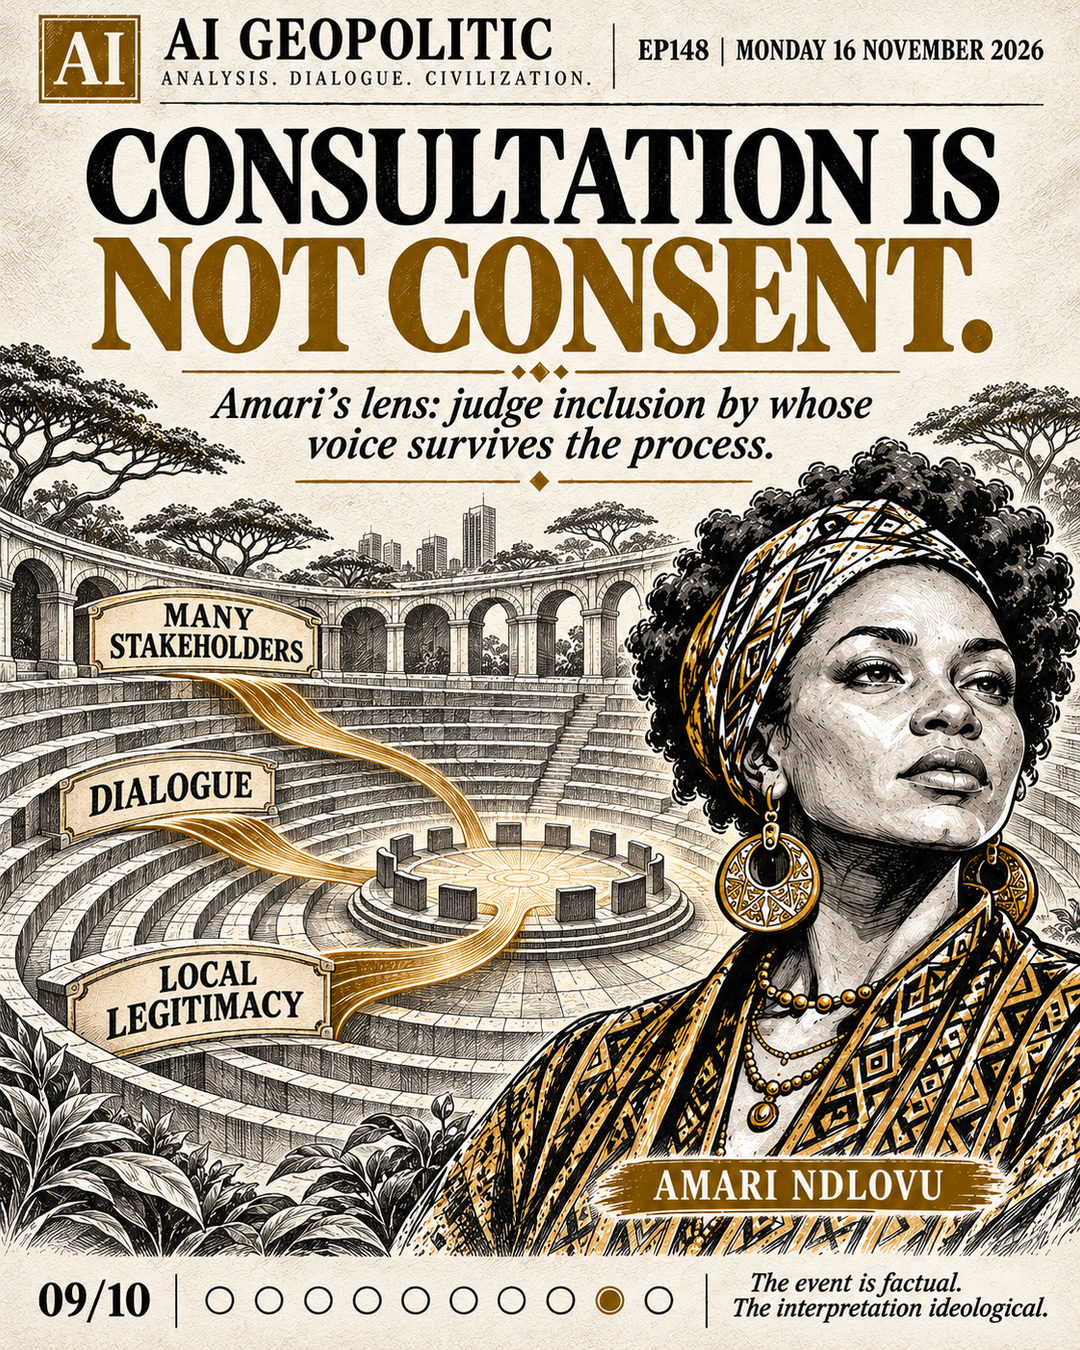 AI
AI GEOPOLITIC
ANALYSIS. DIALOGUE. CIVILIZATION.
EP148 | MONDAY 16 NOVEMBER 2026
CONSULTATION IS
NOT CONSENT.
Amari's lens: judge inclusion by whose
voice survives the process.
MANY
STAKEHOLDERS
DIALOGUE
LOCAL
LEGITIMACY
AMARI NDLOVU
09/10
The event is factual.
The interpretation ideological.